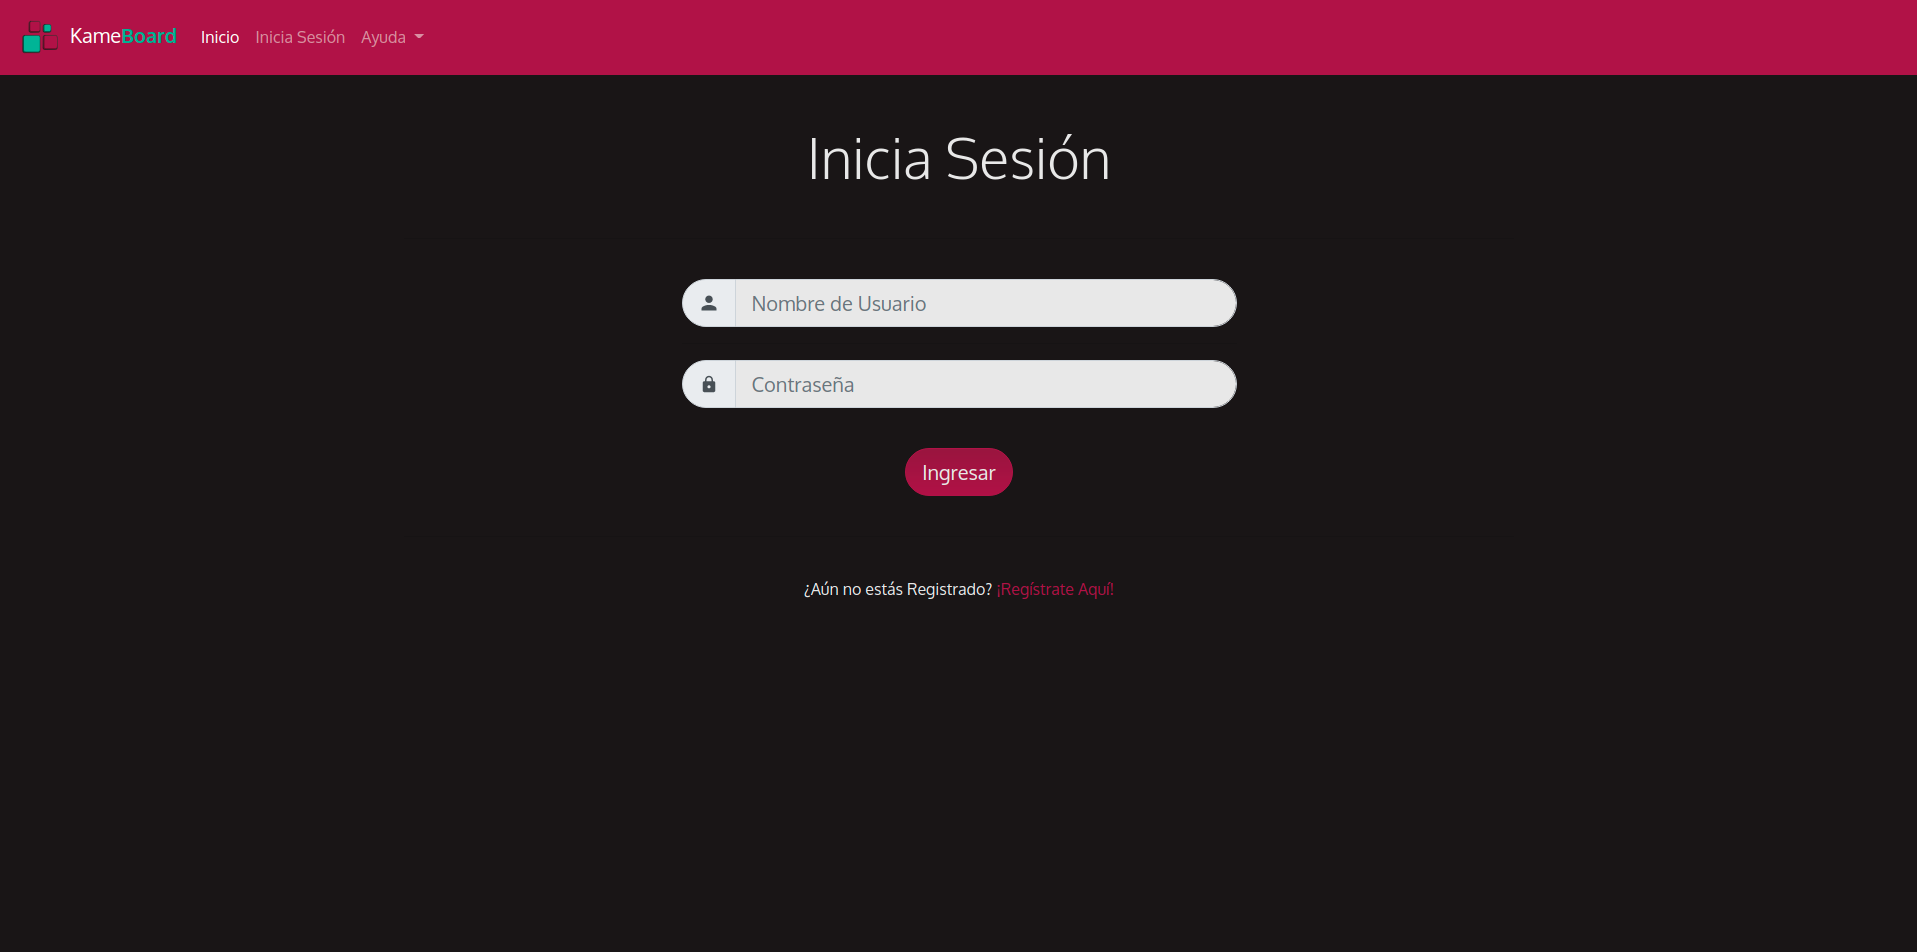 KameBoard Inicio Inicia Sesión Ayuda
Inicia Sesión
Nombre de Usuario
Contraseña
Ingresar
¿Aún no estás Registrado? ¡Regístrate Aquí!